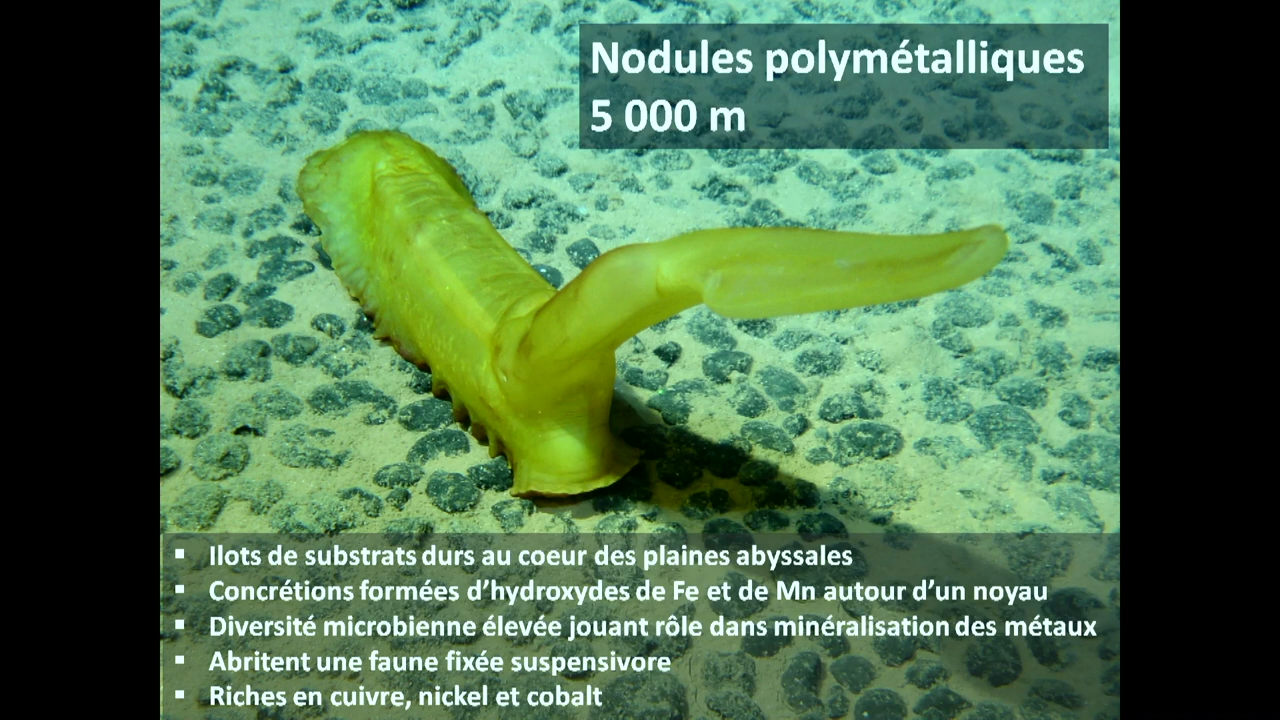 Nodules polymétalliques
5 000 m
▪ Ilots de substrats durs au coeur des plaines abyssales
▪ Concrétions formées d’hydroxydes de Fe et de Mn autour d’un noyau
▪ Diversité microbienne élevée jouant rôle dans minéralisation des métaux
▪ Abritent une faune fixée suspensivore
▪ Riches en cuivre, nickel et cobalt